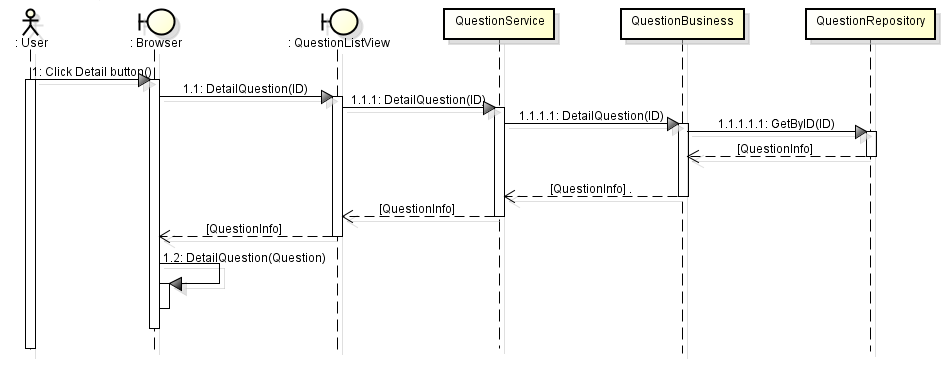 : User
: Browser
: QuestionListView
QuestionService
QuestionBusiness
QuestionRepository
1: Click Detail button()
1.1: DetailQuestion(ID)
1.1.1: DetailQuestion(ID)
1.1.1.1: DetailQuestion(ID)
1.1.1.1.1: GetByID(ID)
[QuestionInfo]
[QuestionInfo] .
[QuestionInfo]
[QuestionInfo]
1.2: DetailQuestion(Question)